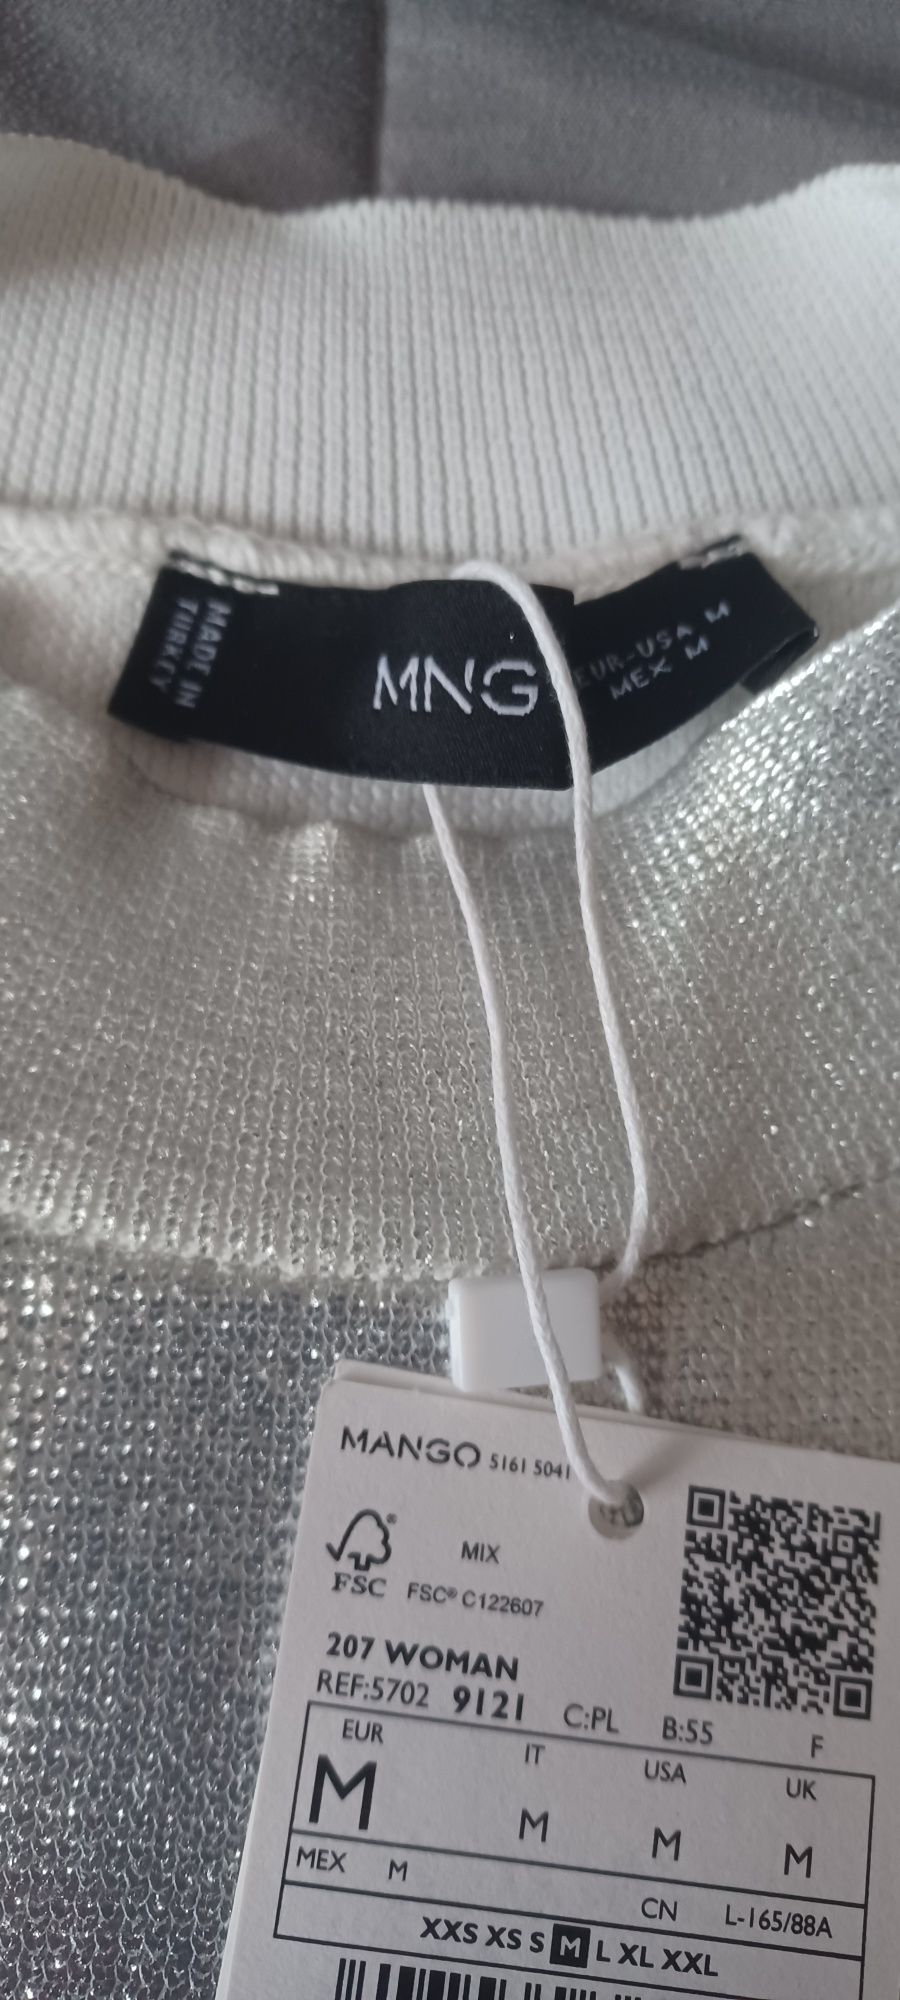 MADE IN
TURKEY
MNG
EUR-USA M
MEX M
MANGO 5161 5041
FSC®
MIX
FSC® C122607
207 WOMAN
REF:5702 9121 C:PL B:55 F
EUR IT USA UK
M M M M
MEX M
CN L-165/88A
XXS XS S M L XL XXL